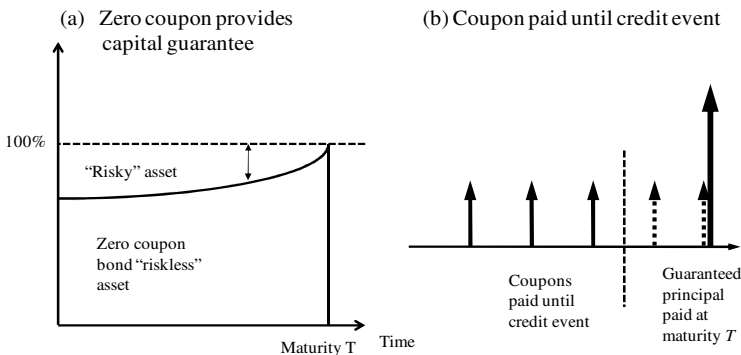 (a) Zero coupon provides
capital guarantee
100%
“Risky” asset
Zero coupon
bond “riskless”
asset
Maturity T
Time
(b) Coupon paid until credit event
Coupons
paid until
credit event
Guaranteed
principal
paid at
maturity T